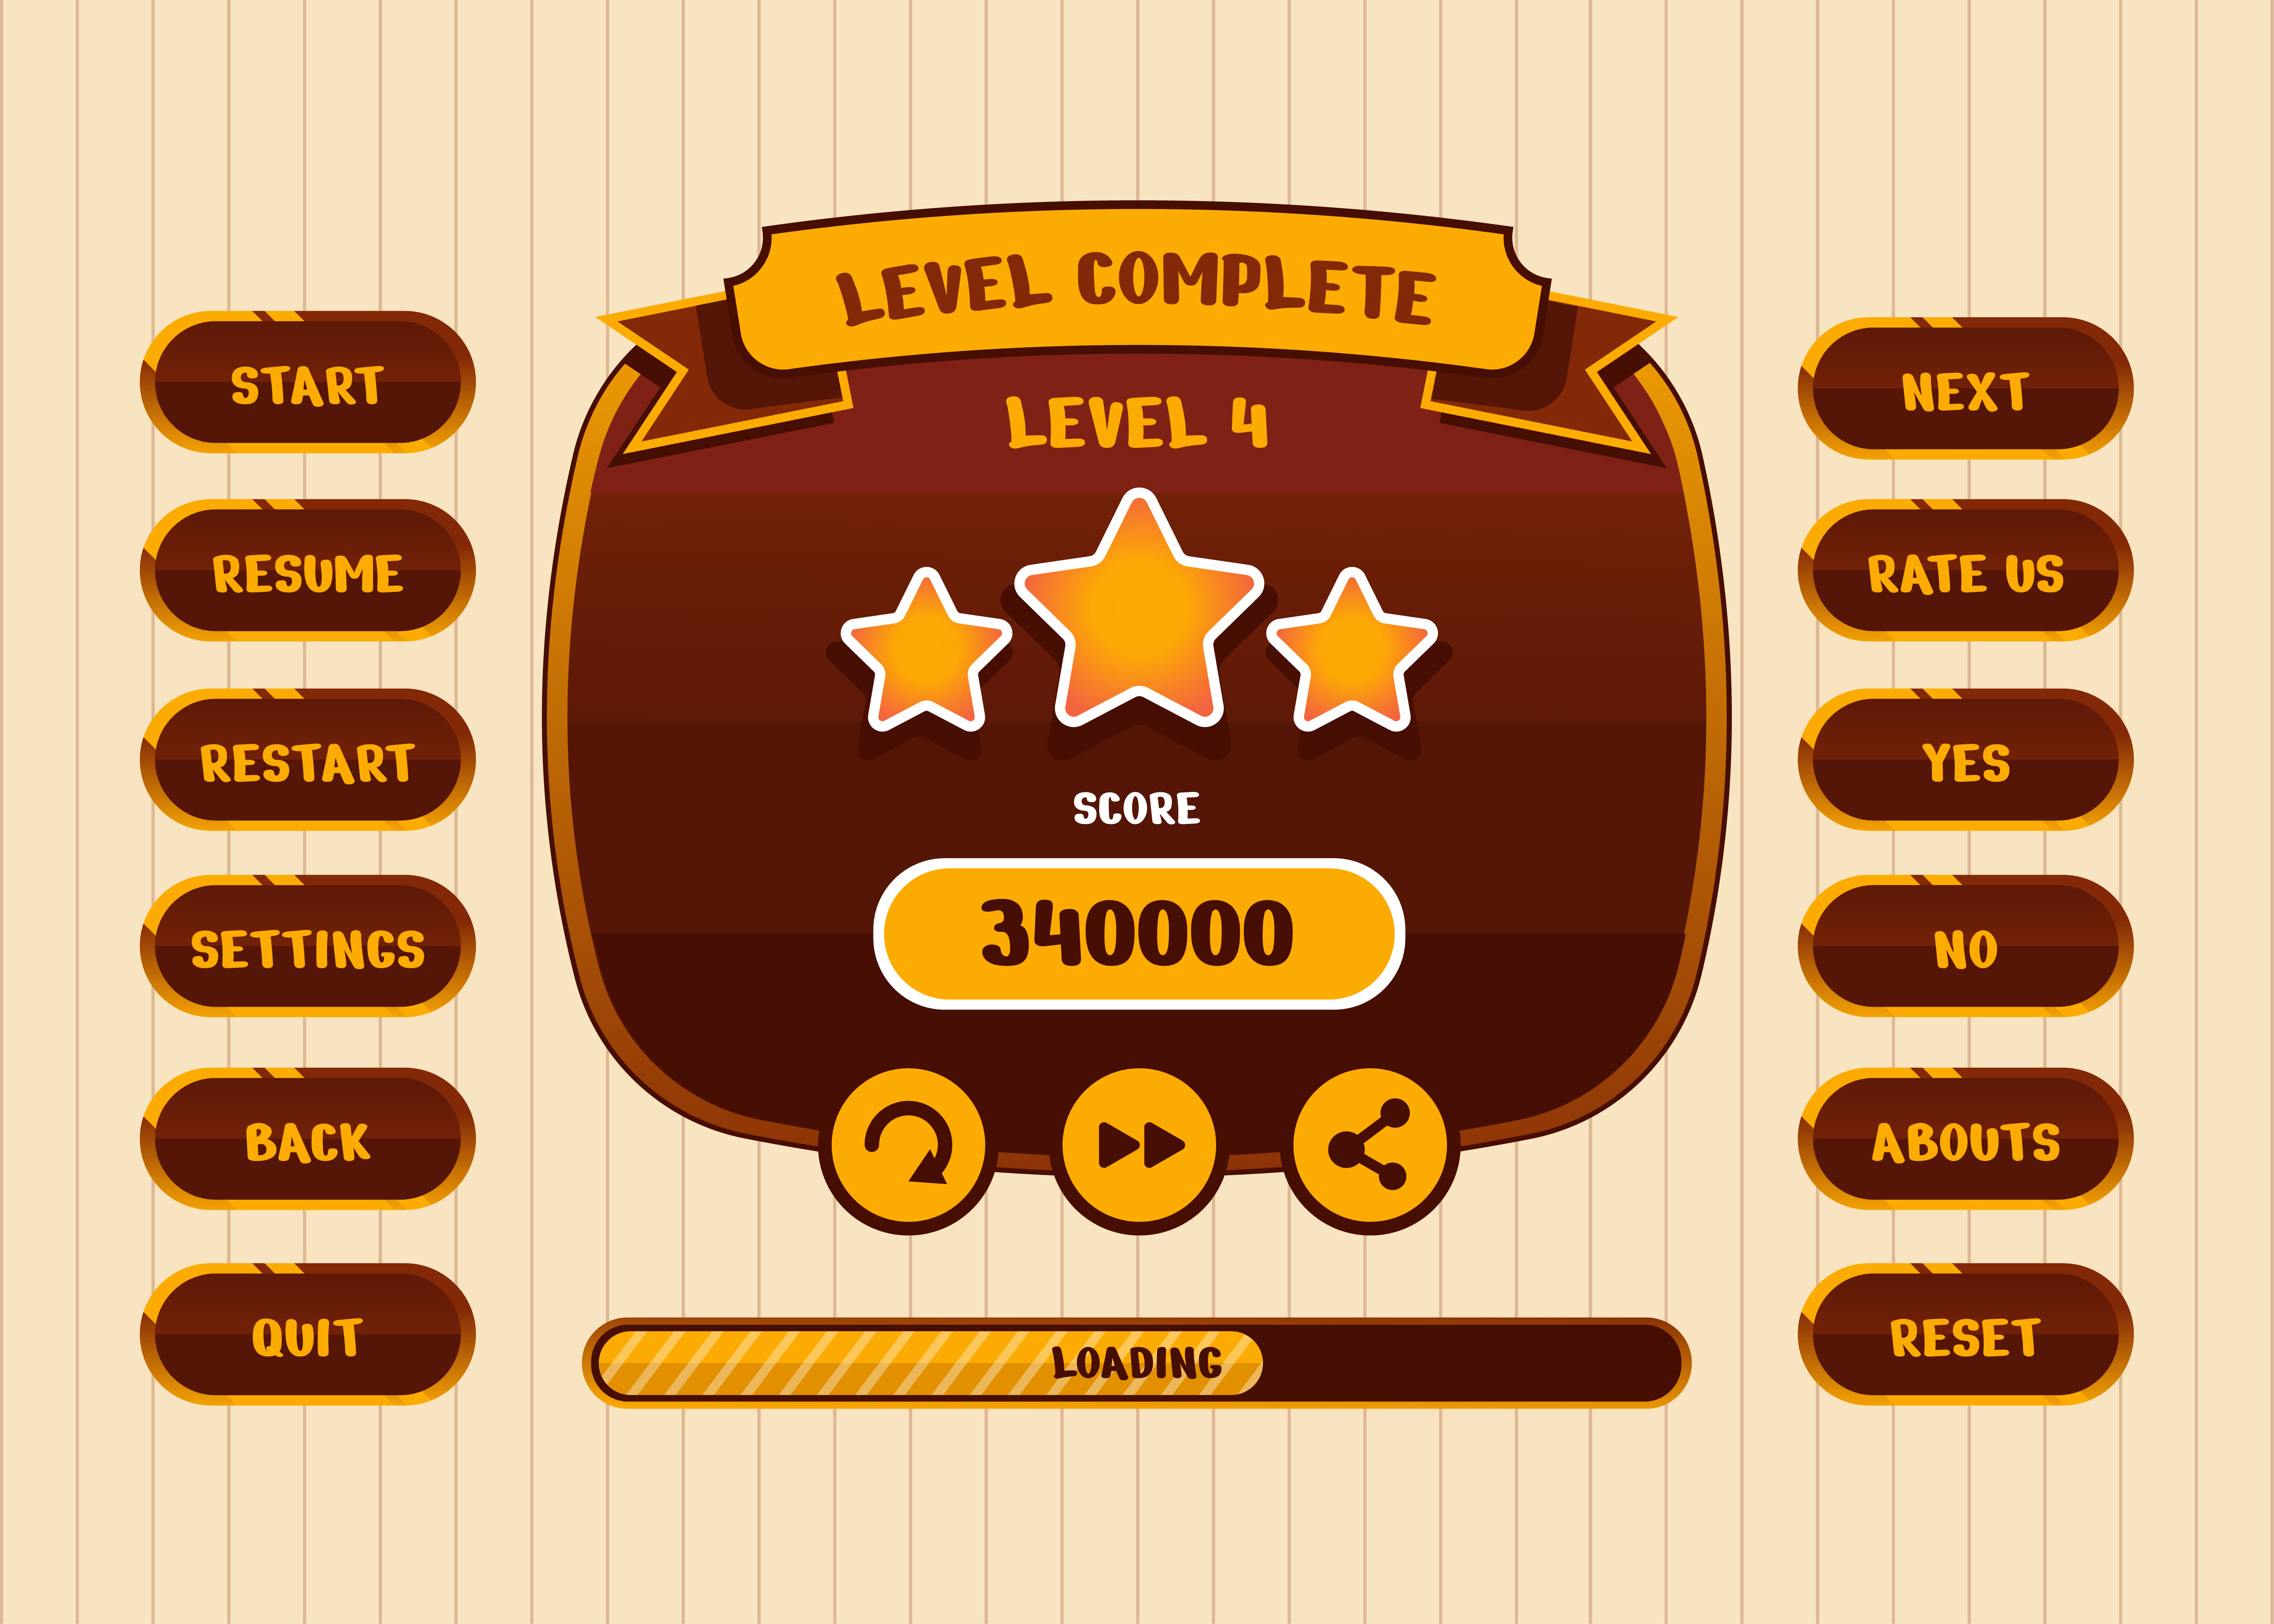 LEVEL COMPLETE
LEVEL 4
SCORE
340000
LOADING
START
RESUME
RESTART
SETTINGS
BACK
QUIT
NEXT
RATE US
YES
NO
ABOUTS
RESET